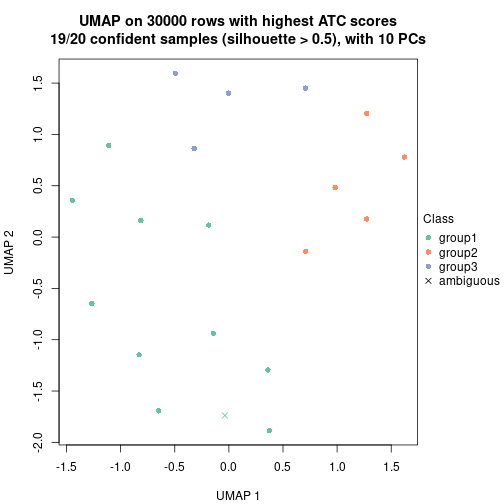 UMAP on 30000 rows with highest ATC scores
19/20 confident samples (silhouette > 0.5), with 10 PCs
1.5
1.0
0.5
0.0
-0.5
-1.0
-1.5
-2.0
UMAP 2
-1.5 -1.0 -0.5 0.0 0.5 1.0 1.5
UMAP 1
Class
group1
group2
group3
ambiguous